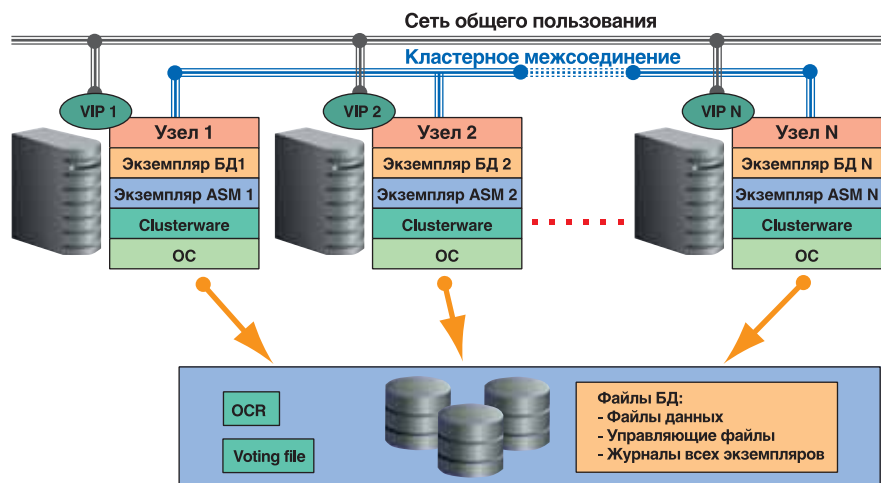 Сеть общего пользования
Кластерное межсоединение
VIP 1
Узел 1
Экземпляр БД1
Экземпляр ASM 1
Clusterware
ОС
VIP 2
Узел 2
Экземпляр БД 2
Экземпляр ASM 2
Clusterware
ОС
VIP N
Узел N
Экземпляр БД N
Экземпляр ASM N
Clusterware
ОС
OCR
Voting file
Файлы БД:
- Файлы данных
- Управляющие файлы
- Журналы всех экземпляров